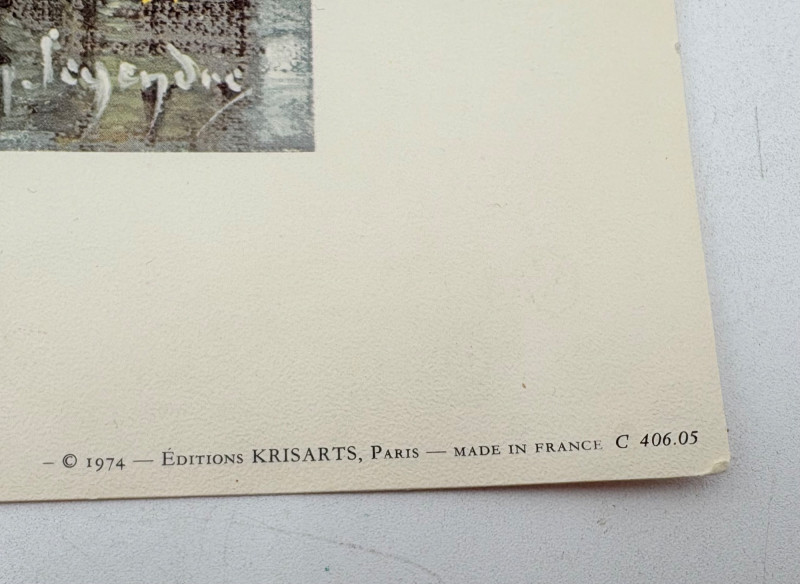 p. Legendre
– © 1974 — ÉDITIONS KRISARTS, PARIS — MADE IN FRANCE C 406.05